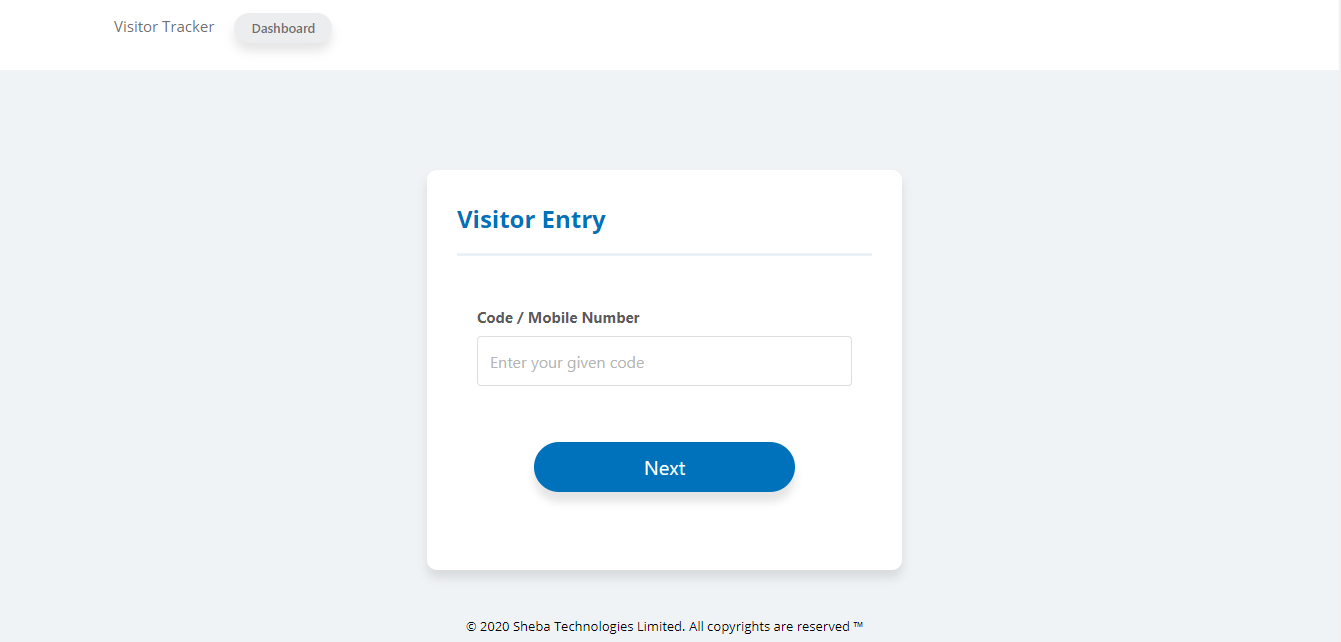 Visitor Tracker Dashboard
Visitor Entry
Code / Mobile Number
Enter your given code
Next
© 2020 Sheba Technologies Limited. All copyrights are reserved ™